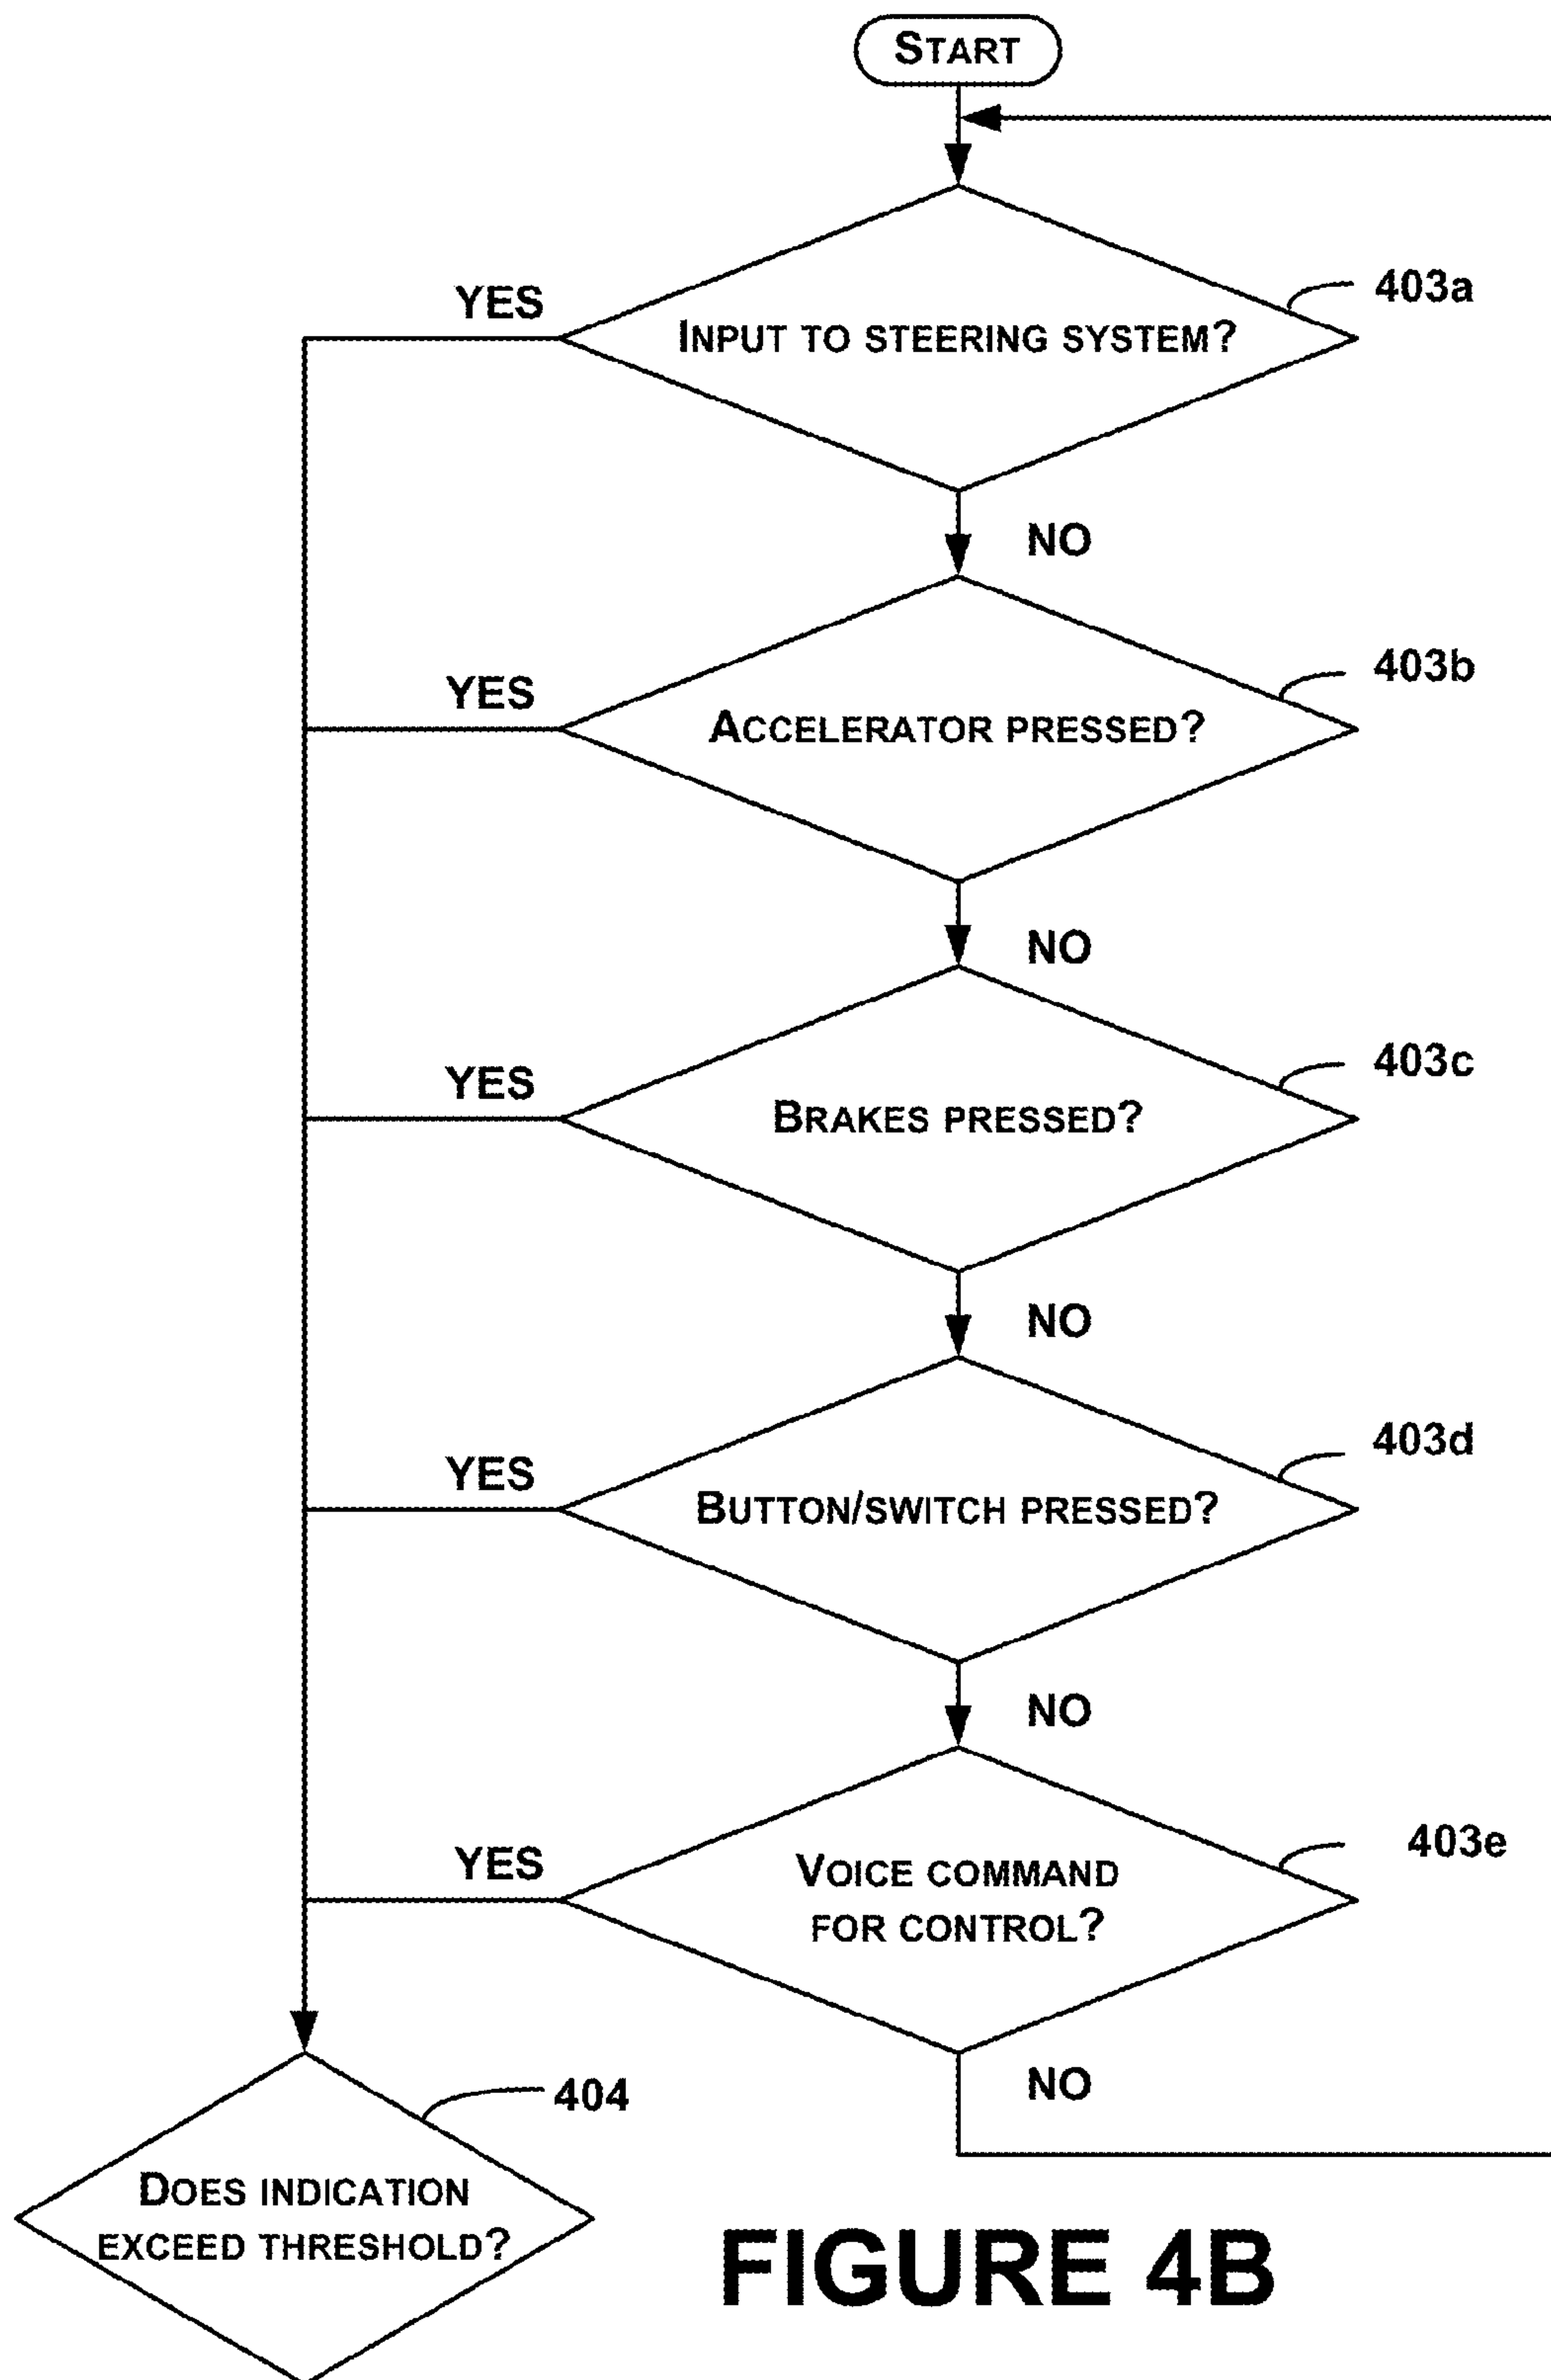 START
403a
YES
INPUT TO STEERING SYSTEM?
NO
403b
YES
ACCELERATOR PRESSED?
NO
403c
YES
BRAKES PRESSED?
NO
403d
YES
BUTTON/SWITCH PRESSED?
NO
403e
YES
VOICE COMMAND
FOR CONTROL?
NO
404
DOES INDICATION
EXCEED THRESHOLD?
FIGURE 4B